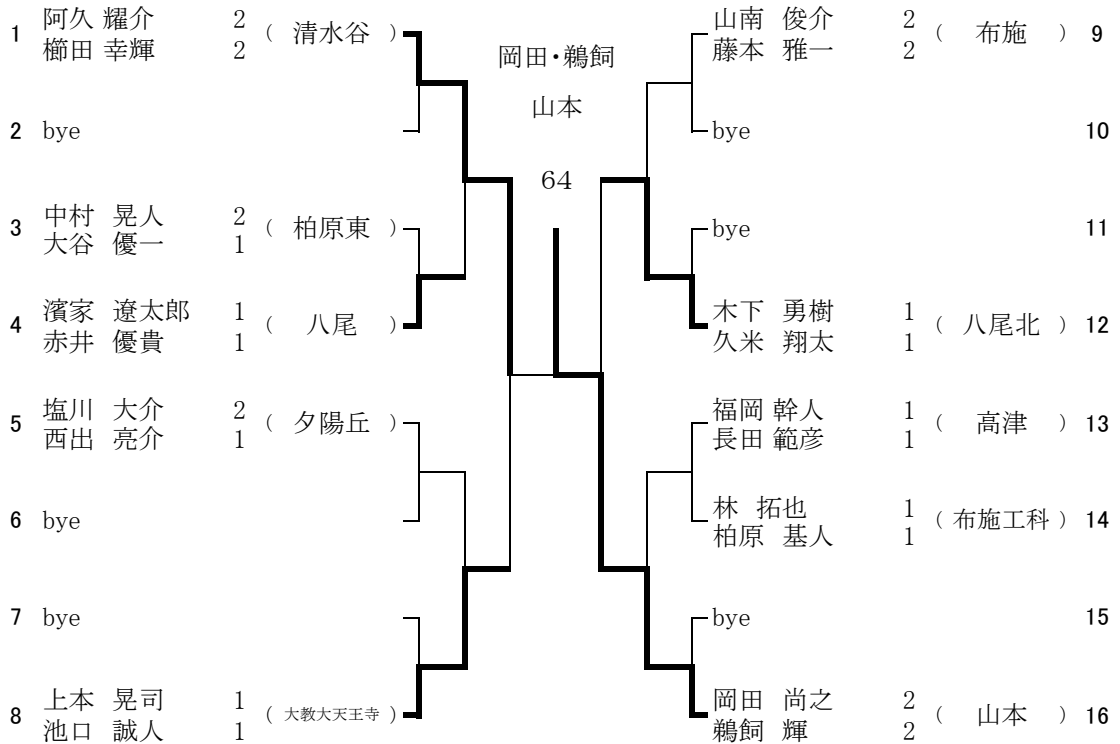 1 阿久 耀介 2 ( 清水谷 )
櫛田 幸輝 2
2 bye
3 中村 晃人 2 ( 柏原東 )
大谷 優一 1
4 濱家 遼太郎 1 ( 八尾 )
赤井 優貴 1
5 塩川 大介 2 ( 夕陽丘 )
西出 亮介 1
6 bye
7 bye
8 上本 晃司 1 ( 大教大天王寺 )
池口 誠人 1
岡田・鵜飼
山本
64
山南 俊介 2 ( 布施 ) 9
藤本 雅一 2
bye 10
bye 11
木下 勇樹 1 ( 八尾北 ) 12
久米 翔太 1
福岡 幹人 1 ( 高津 ) 13
長田 範彦 1
林 拓也 1 ( 布施工科 ) 14
柏原 基人 1
bye 15
岡田 尚之 2 ( 山本 ) 16
鵜飼 輝 2